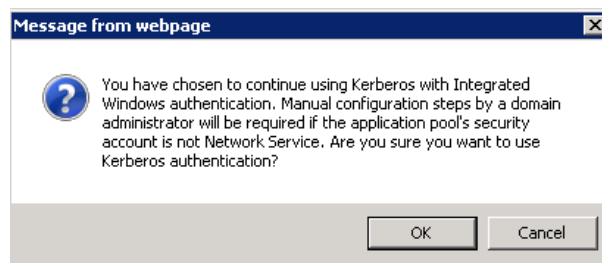 Message from webpage
You have chosen to continue using Kerberos with Integrated
Windows authentication. Manual configuration steps by a domain
administrator will be required if the application pool's security
account is not Network Service. Are you sure you want to use
Kerberos authentication?
OK Cancel